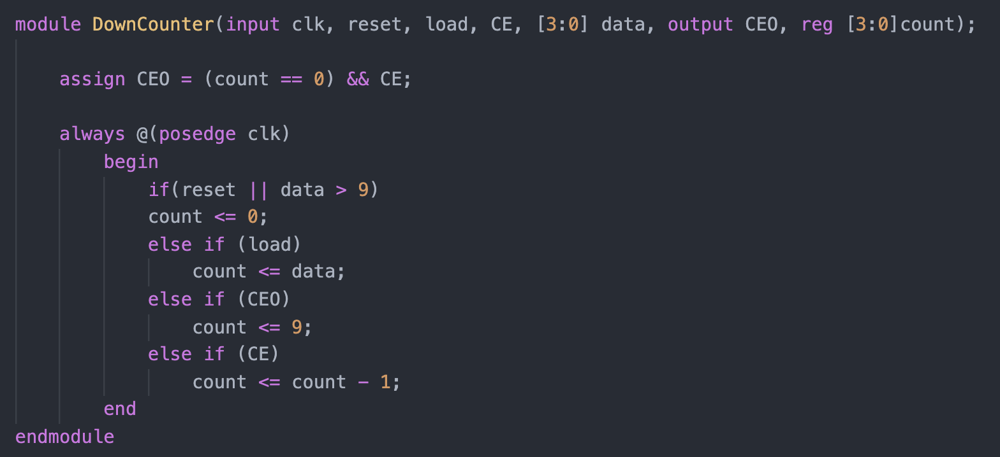 module DownCounter(input clk, reset, load, CE, [3:0] data, output CEO, reg [3:0]count);
assign CEO = (count == 0) && CE;
always @(posedge clk)
begin
if(reset || data > 9)
count <= 0;
else if (load)
count <= data;
else if (CEO)
count <= 9;
else if (CE)
count <= count - 1;
end
endmodule